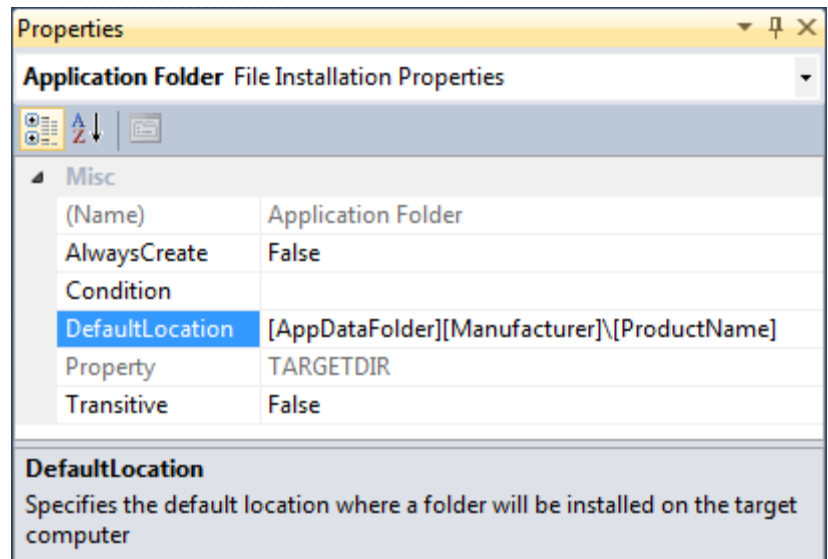 Properties
Application Folder File Installation Properties
Misc
(Name) Application Folder
AlwaysCreate False
Condition
DefaultLocation [AppDataFolder][Manufacturer]\[ProductName]
Property TARGETDIR
Transitive False
DefaultLocation
Specifies the default location where a folder will be installed on the target
computer